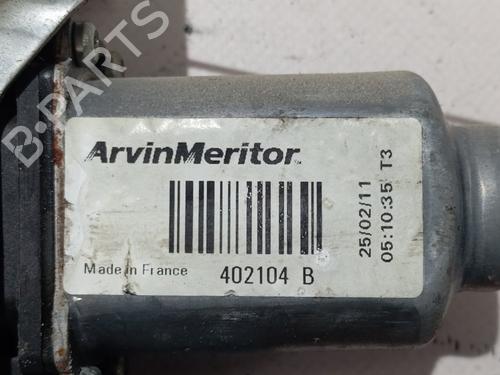 B-PARTS
ArvinMeritor
Made in France
402104 B
25/02/11
05:10:35 T3